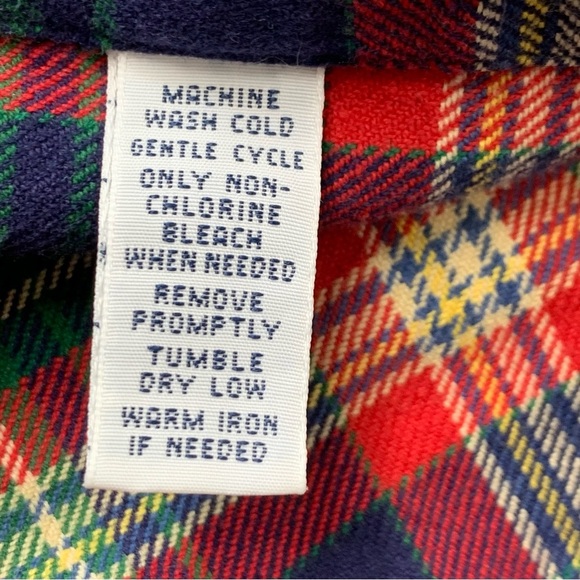 MACHINE
WASH COLD
GENTLE CYCLE
ONLY NON-
CHLORINE
BLEACH
WHEN NEEDED
REMOVE
PROMPTLY
TUMBLE
DRY LOW
WARM IRON
IF NEEDED